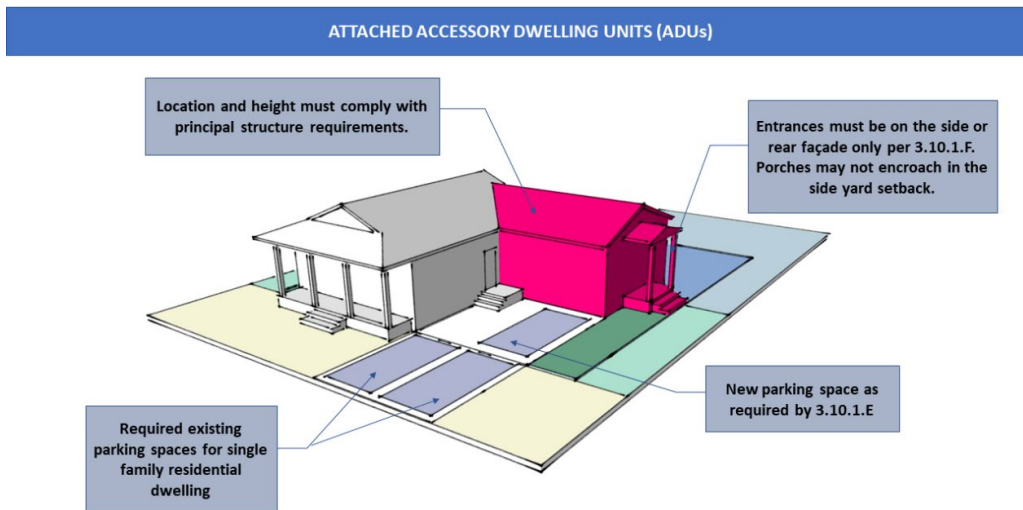 ATTACHED ACCESSORY DWELLING UNITS (ADUs)
Location and height must comply with
principal structure requirements.
Entrances must be on the side or
rear façade only per 3.10.1.F.
Porches may not encroach in the
side yard setback.
New parking space as
required by 3.10.1.E
Required existing
parking spaces for single
family residential
dwelling